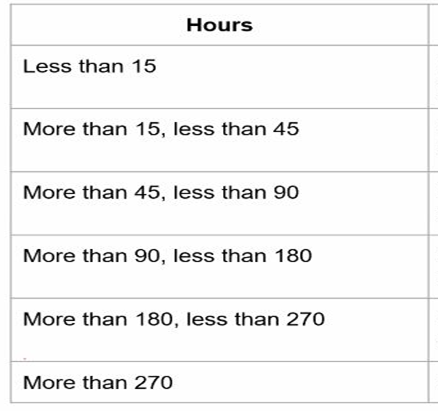 Hours
Less than 15
More than 15, less than 45
More than 45, less than 90
More than 90, less than 180
More than 180, less than 270
More than 270